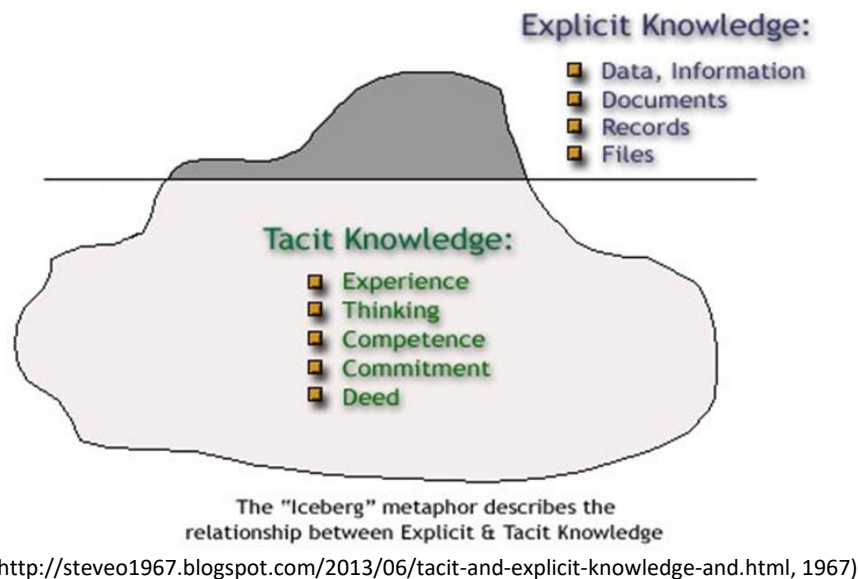 Explicit Knowledge:
Data, Information
Documents
Records
Files
Tacit Knowledge:
Experience
Thinking
Competence
Commitment
Deed
The "Iceberg" metaphor describes the
relationship between Explicit & Tacit Knowledge
http://steveo1967.blogspot.com/2013/06/tacit-and-explicit-knowledge-and.html, 1967)